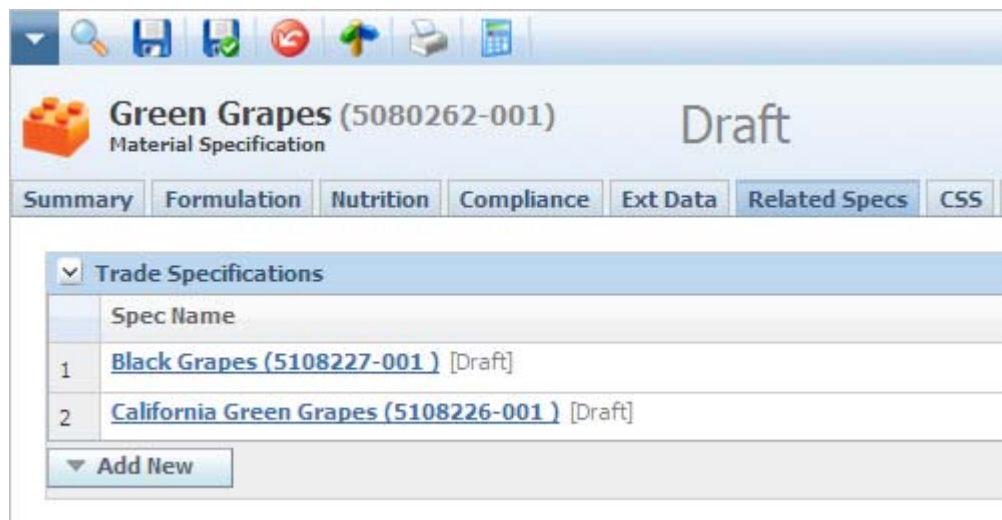 Green Grapes (5080262-001)
Draft
Material Specification
Summary Formulation Nutrition Compliance Ext Data Related Specs CSS
Trade Specifications
Spec Name
1 Black Grapes (5108227-001 ) [Draft]
2 California Green Grapes (5108226-001 ) [Draft]
Add New